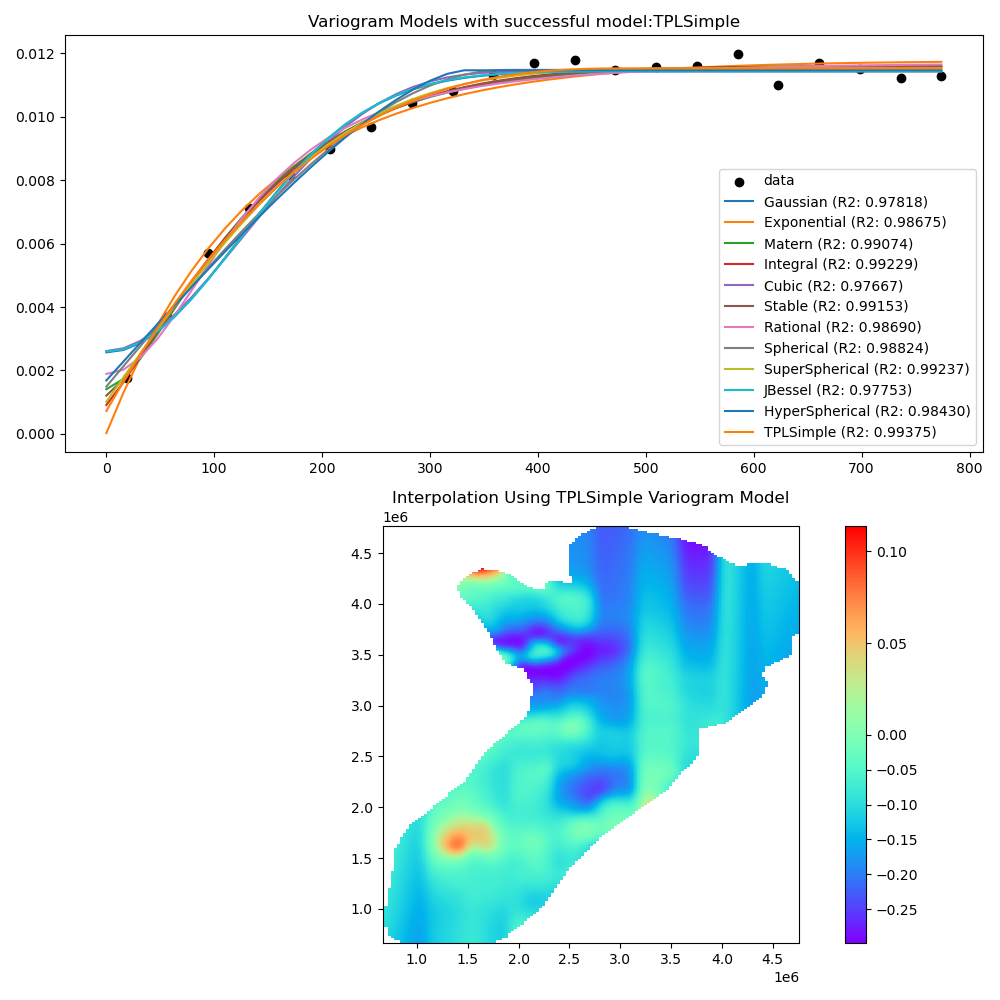 Variogram Models with successful model:TPLSimple
0.012
0.010
0.008
0.006
0.004
0.002
0.000
data
Gaussian (R2: 0.97818)
Exponential (R2: 0.98675)
Matern (R2: 0.99074)
Integral (R2: 0.99229)
Cubic (R2: 0.97667)
Stable (R2: 0.99153)
Rational (R2: 0.98690)
Spherical (R2: 0.98824)
SuperSpherical (R2: 0.99237)
JBessel (R2: 0.97753)
HyperSpherical (R2: 0.98430)
TPLSimple (R2: 0.99375)
0 100 200 300 400 500 600 700 800
Interpolation Using TPLSimple Variogram Model
1e6
4.5
4.0
3.5
3.0
2.5
2.0
1.5
1.0
1.0 1.5 2.0 2.5 3.0 3.5 4.0 4.5
1e6
0.10
0.05
0.00
−0.05
−0.10
−0.15
−0.20
−0.25